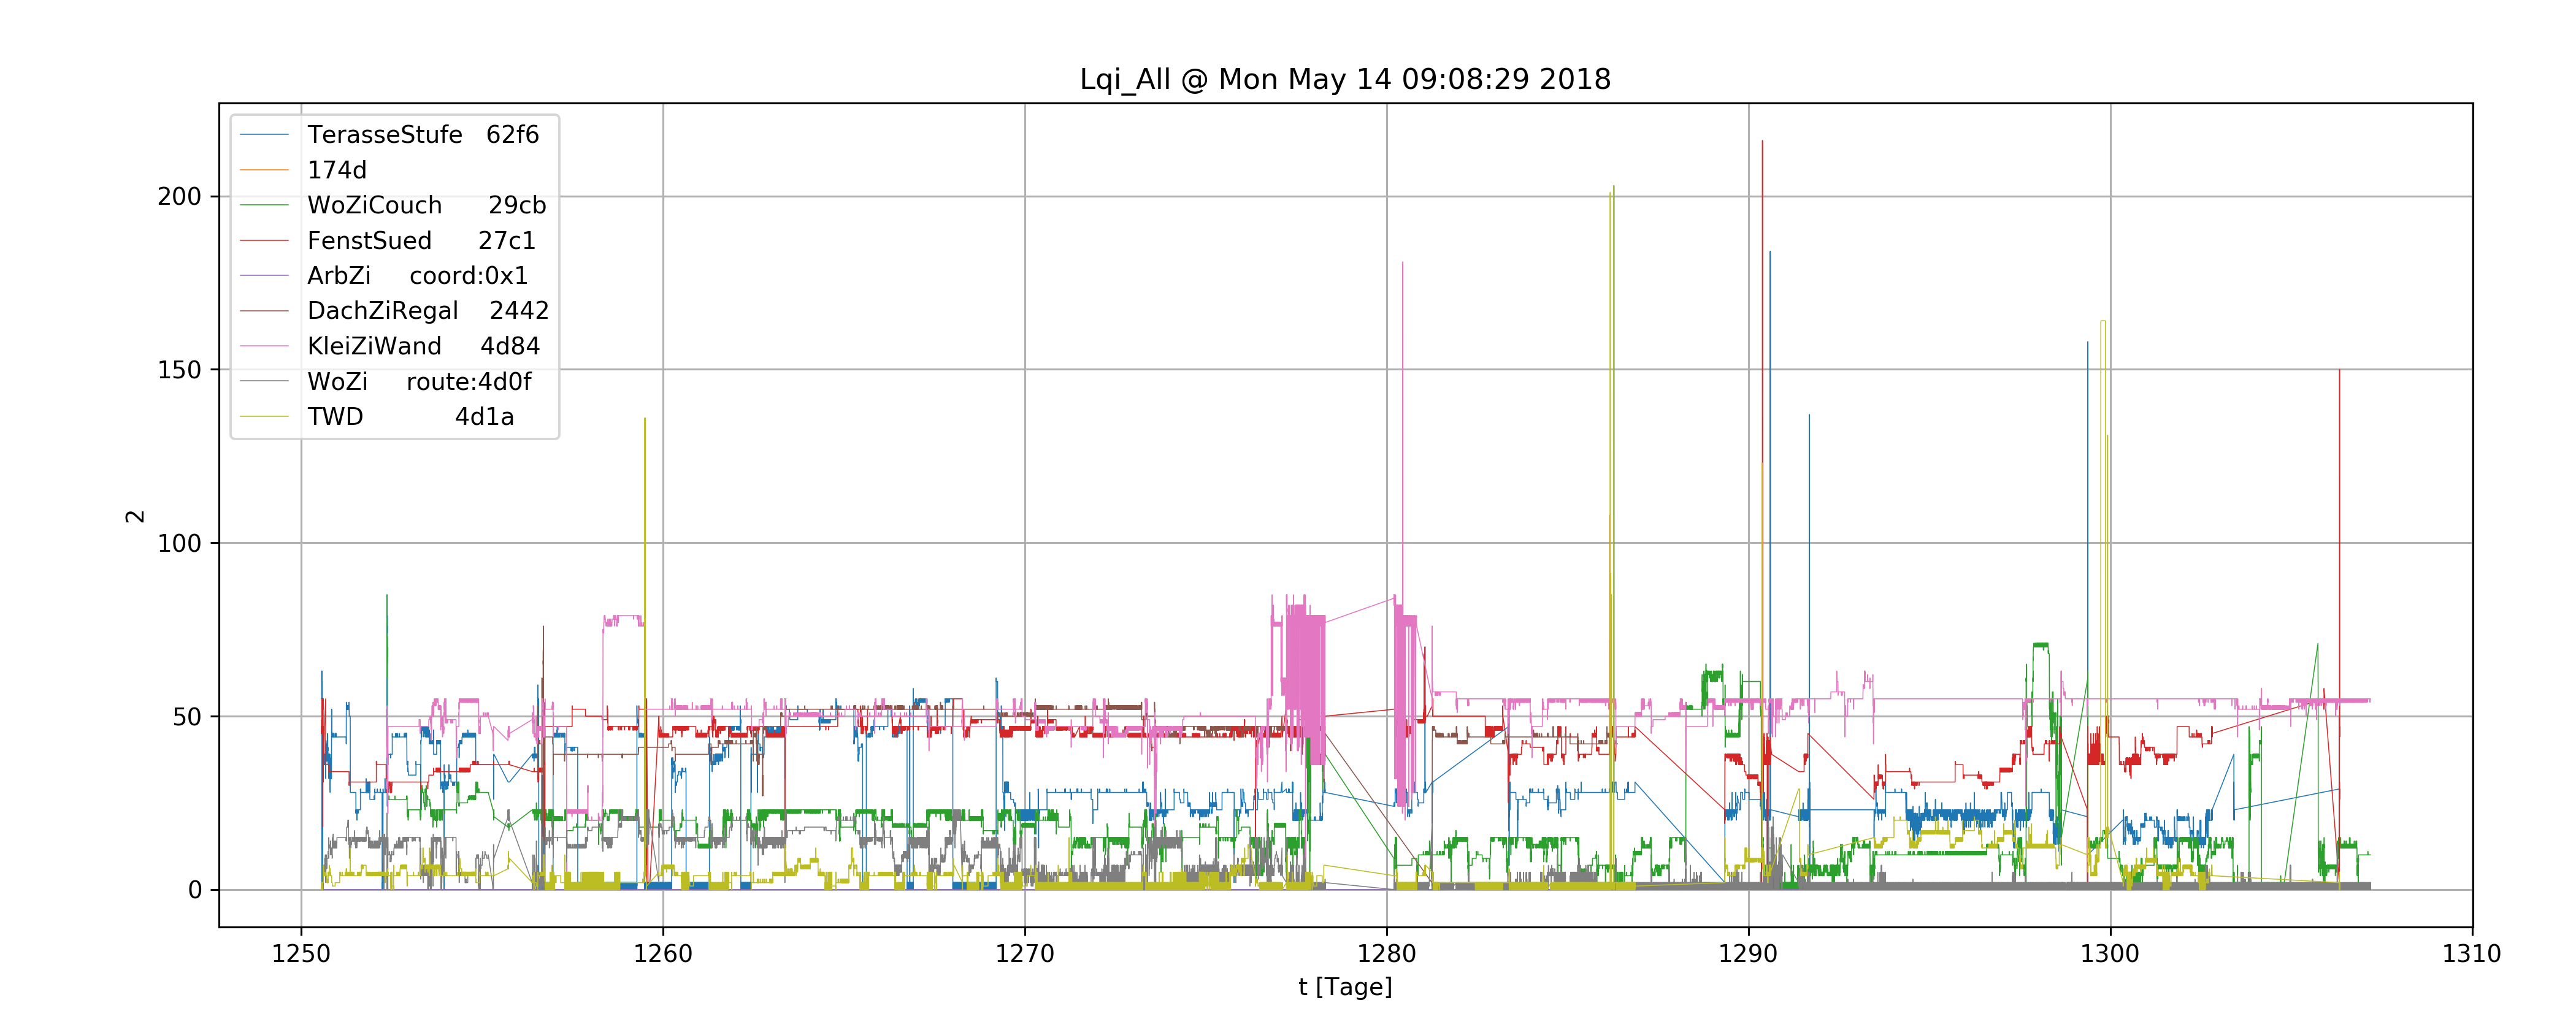 Lqi_All @ Mon May 14 09:08:29 2018
TerasseStufe 62f6
174d
WoZiCouch 29cb
FenstSued 27c1
ArbZi coord:0x1
DachZiRegal 2442
KleiZiWand 4d84
WoZi route:4d0f
TWD 4d1a
200
150
100
50
0
2
1250 1260 1270 1280 1290 1300 1310
t [Tage]